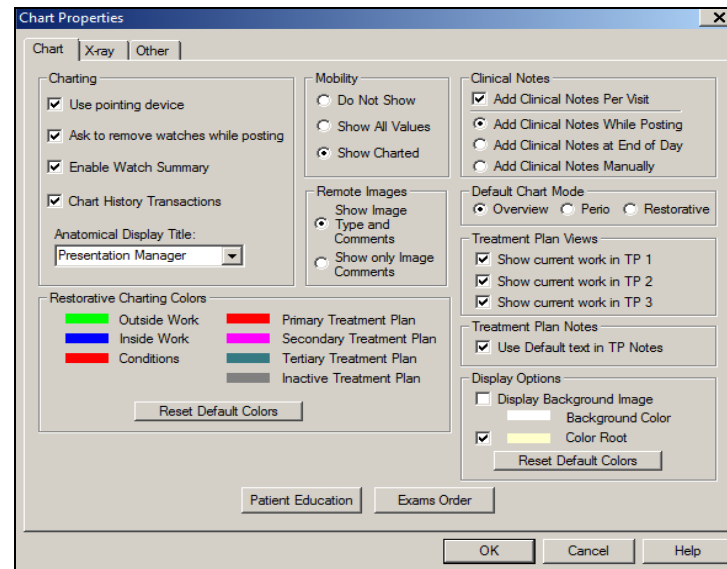 Chart Properties
Chart
X-ray
Other
Charting
Use pointing device
Ask to remove watches while posting
Enable Watch Summary
Chart History Transactions
Anatomical Display Title:
Presentation Manager
Mobility
Do Not Show
Show All Values
Show Charted
Remote Images
Show Image
Type and
Comments
Show only Image
Comments
Clinical Notes
Add Clinical Notes Per Visit
Add Clinical Notes While Posting
Add Clinical Notes at End of Day
Add Clinical Notes Manually
Default Chart Mode
Overview Perio Restorative
Treatment Plan Views
Show current work in TP 1
Show current work in TP 2
Show current work in TP 3
Treatment Plan Notes
Use Default text in TP Notes
Restorative Charting Colors
Outside Work
Inside Work
Conditions
Primary Treatment Plan
Secondary Treatment Plan
Tertiary Treatment Plan
Inactive Treatment Plan
Reset Default Colors
Display Options
Display Background Image
Background Color
Color Root
Reset Default Colors
Patient Education
Exams Order
OK
Cancel
Help